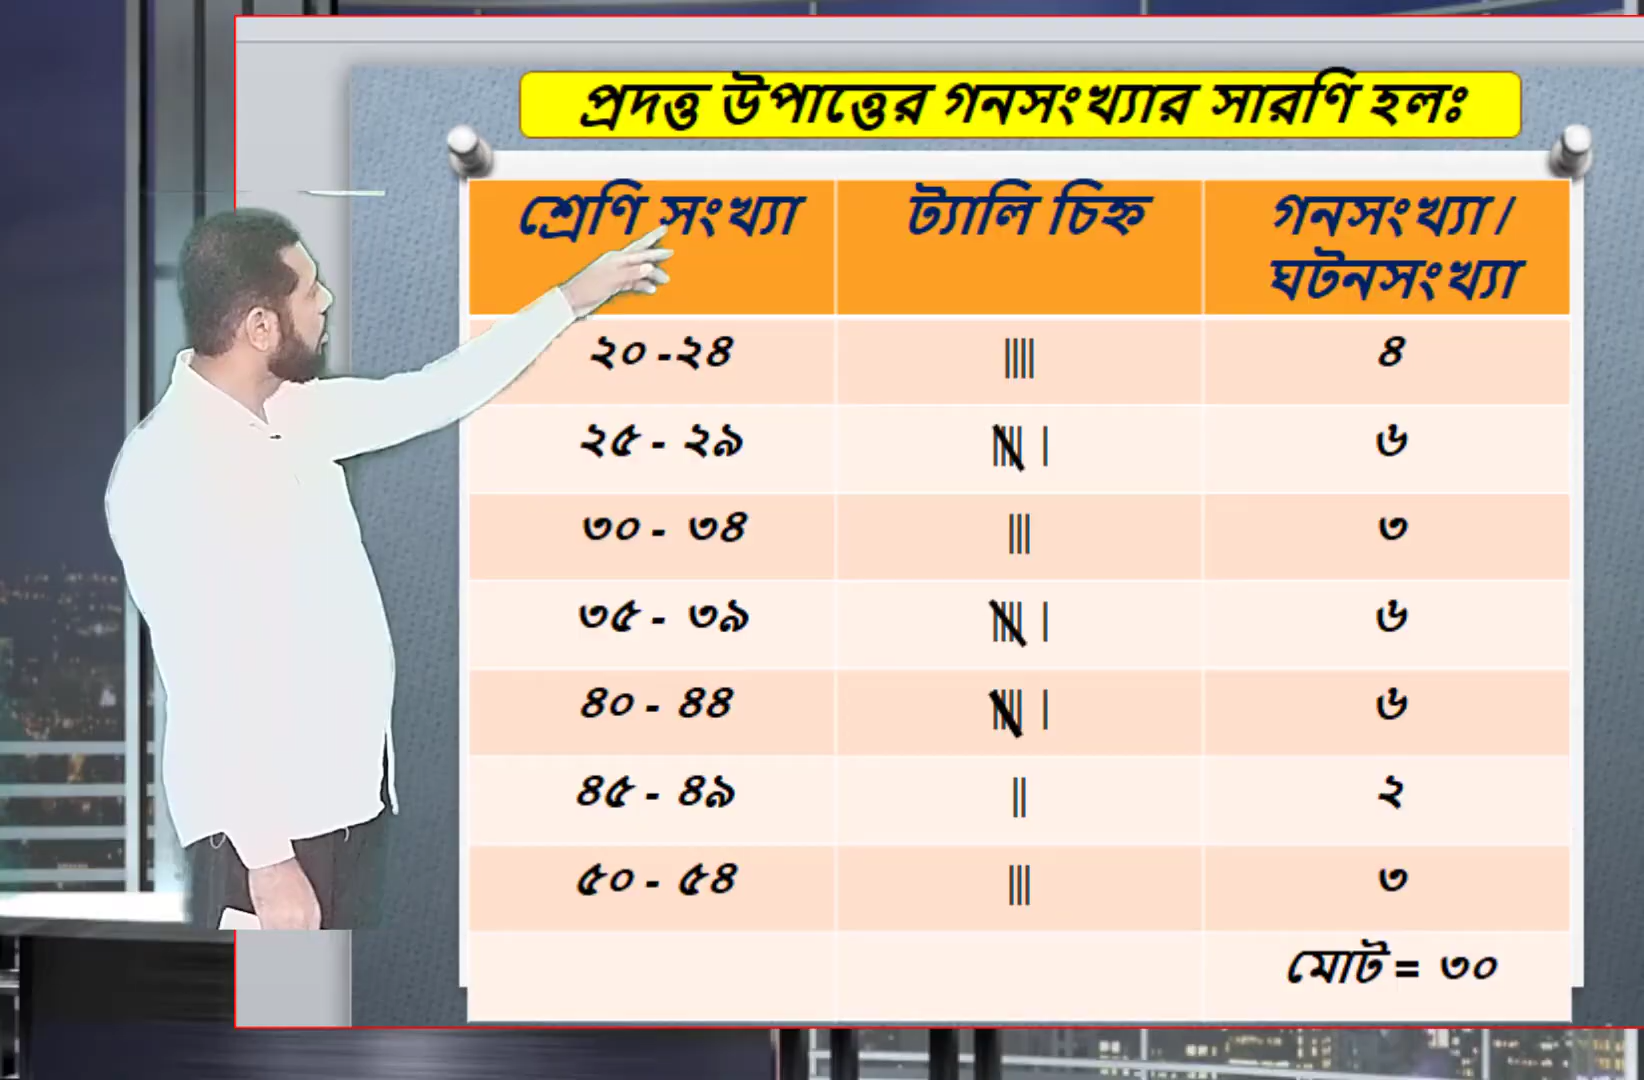 প্রদত্ত উপাত্তের গনসংখ্যার সারণি হলঃ
শ্রেণি সংখ্যা ট্যালি চিহ্ন গনসংখ্যা/
ঘটনসংখ্যা
২০ -২৪ |||| ৪
২৫ - ২৯ |||| | ৬
৩০ - ৩৪ ||| ৩
৩৫ - ৩৯ |||| | ৬
৪০ - ৪৪ |||| | ৬
৪৫ - ৪৯ || ২
৫০ - ৫৪ ||| ৩
মোট = ৩০